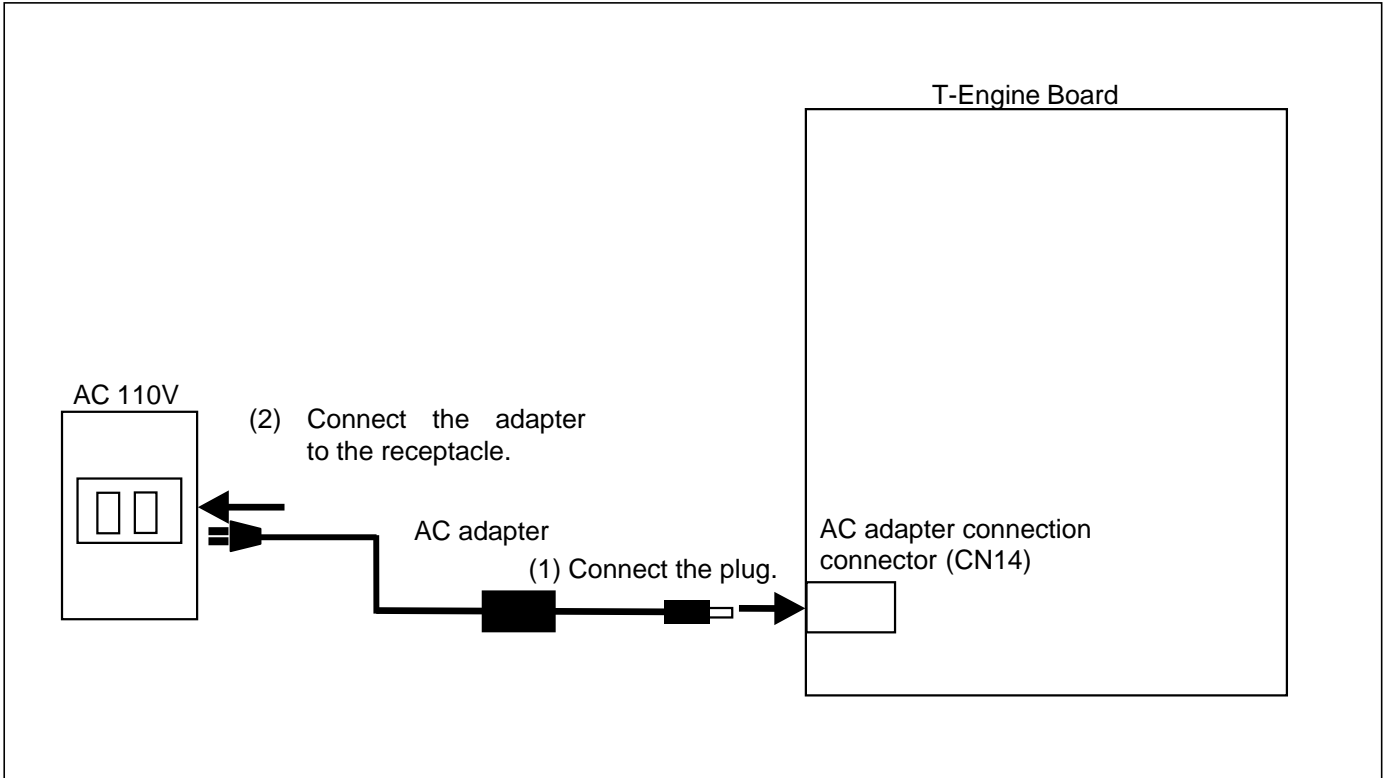 T-Engine Board
AC 110V
(2) Connect the adapter
to the receptacle.
AC adapter
(1) Connect the plug.
AC adapter connection
connector (CN14)